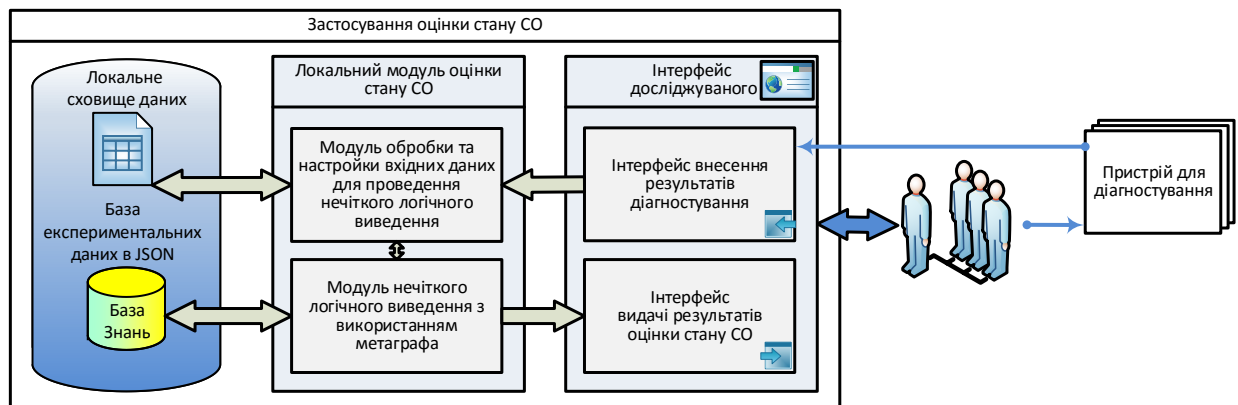 Застосування оцінки стану СО
Локальне
сховище даних
База
експериментальних
даних в JSON
База
Знань
Локальний модуль оцінки
стану СО
Модуль обробки та
настройки вхідних даних
для проведення
нечіткого логічного
виведення
Модуль нечіткого
логічного виведення з
використанням
метаграфа
Інтерфейс
досліджуваного
Інтерфейс внесення
результатів
діагностування
Інтерфейс
видачі результатів
оцінки стану СО
Пристрій для
діагностування